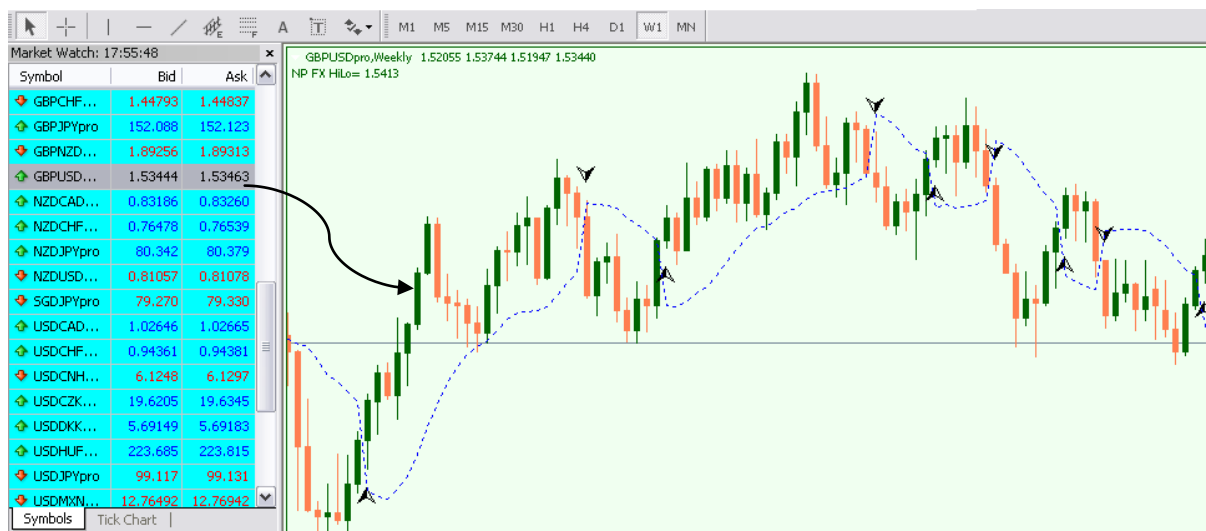 E F A T M1 M5 M15 M30 H1 H4 D1 W1 MN
Market Watch: 17:55:48 x
Symbol Bid Ask
GBPCHF... 1.44793 1.44837
GBPJPYpro 152.088 152.123
GBPNZD... 1.89256 1.89313
GBPUSD... 1.53444 1.53463
NZDCAD... 0.83186 0.83260
NZDCHF... 0.76478 0.76539
NZDJPYpro 80.342 80.379
NZDUSD... 0.81057 0.81078
SGDJPYpro 79.270 79.330
USDCAD... 1.02646 1.02665
USDCHF... 0.94361 0.94381
USDCNH... 6.1248 6.1297
USDCZK... 19.6205 19.6345
USDDKK... 5.69149 5.69183
USDHUF... 223.685 223.815
USDJPYpro 99.117 99.131
USDMXN... 12.76492 12.76942
Symbols Tick Chart
GBPUSDpro,Weekly 1.52055 1.53744 1.51947 1.53440
NP FX HiLo= 1.5413